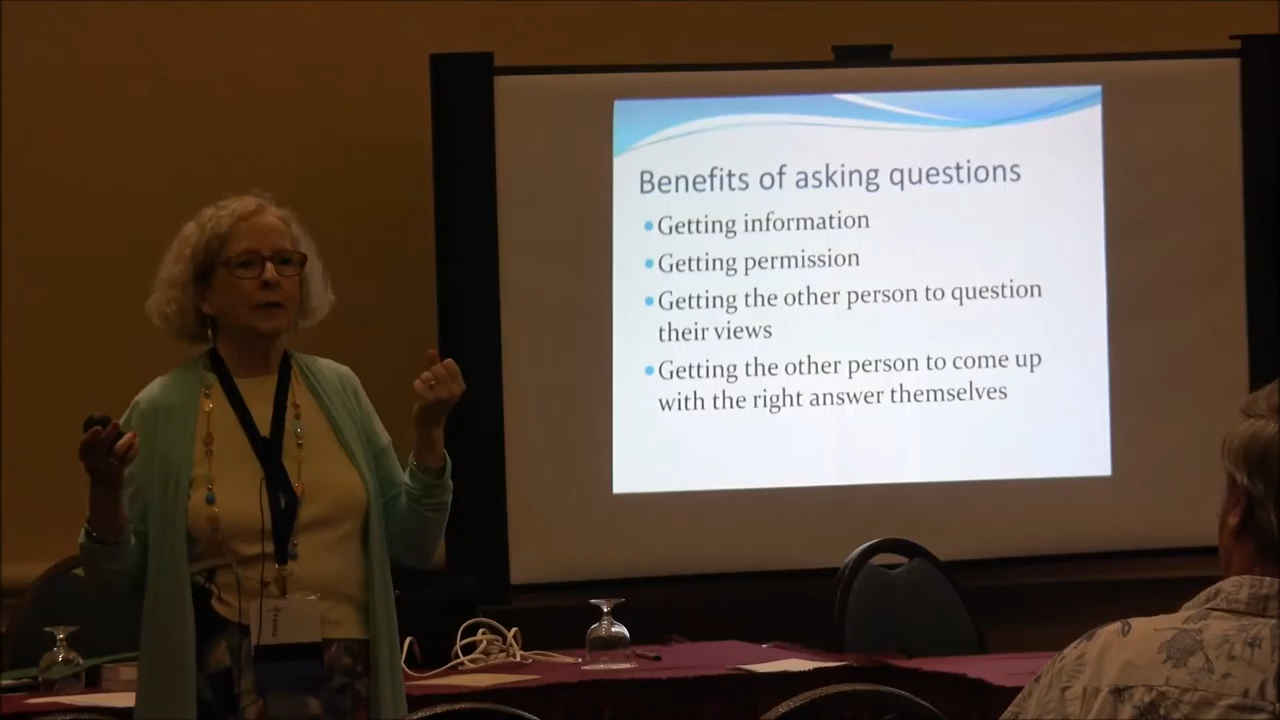 Benefits of asking questions
•Getting information
•Getting permission
•Getting the other person to question
their views
•Getting the other person to come up
with the right answer themselves